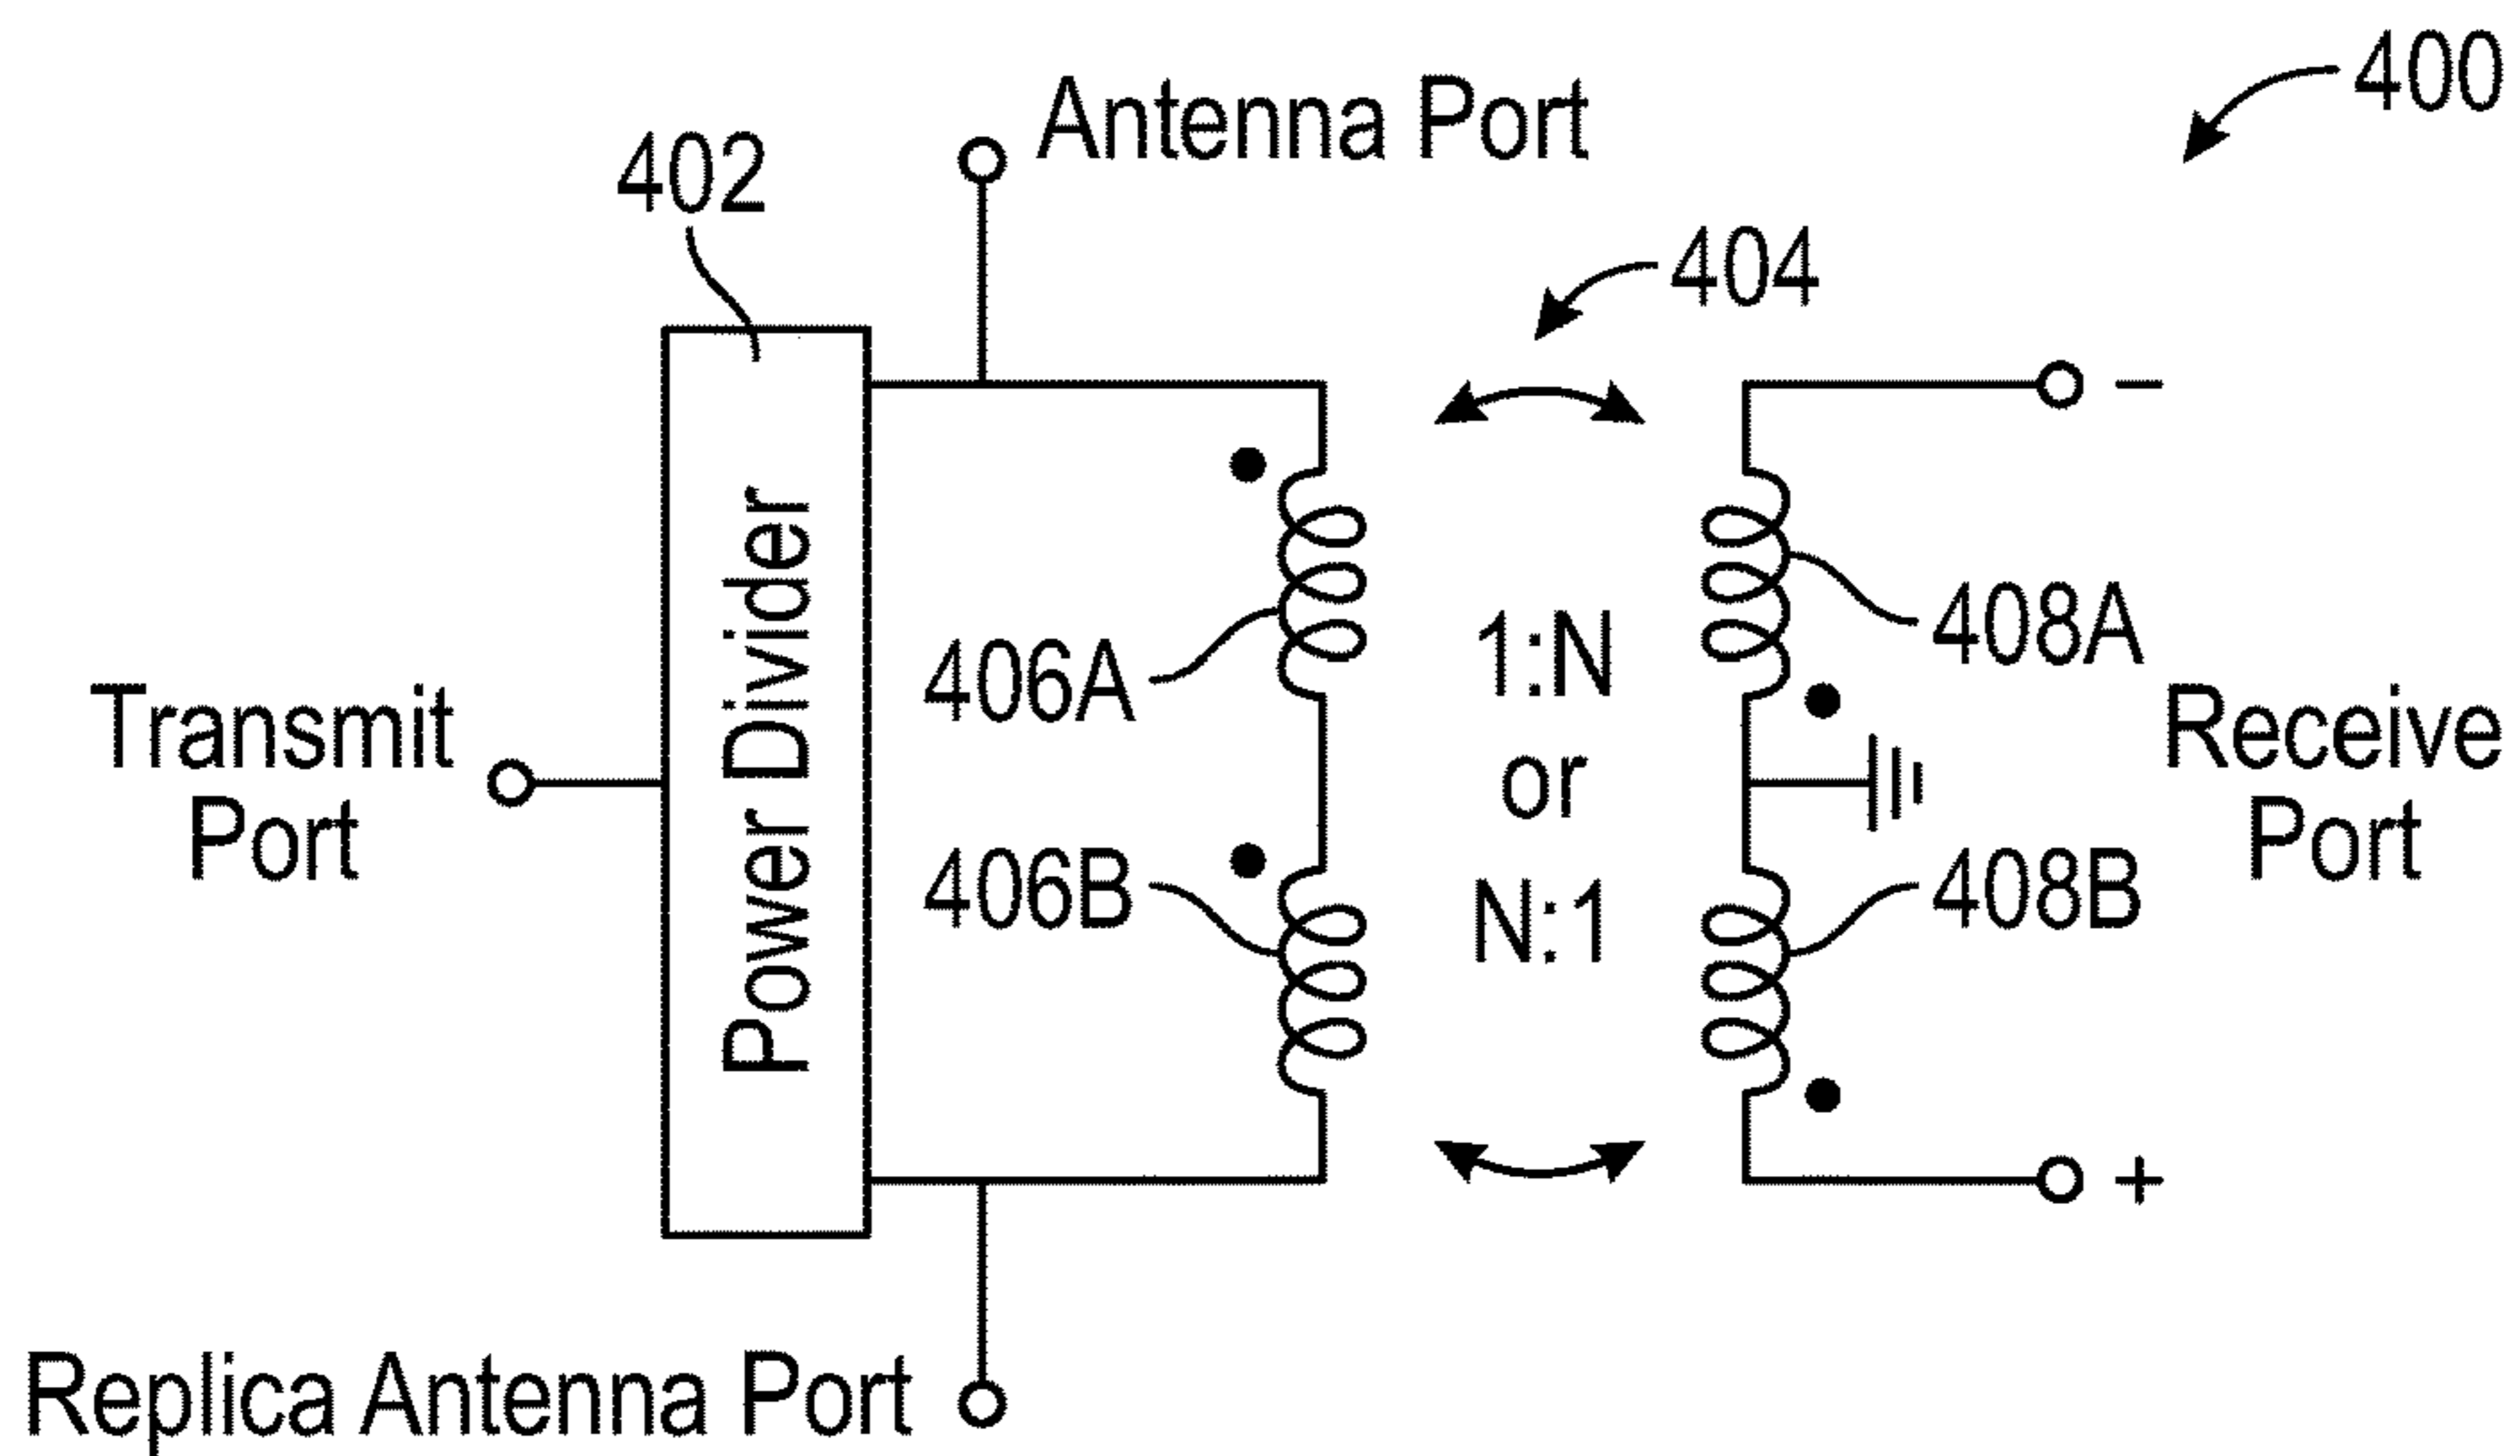 400
Antenna Port
402
404
−
Power Divider
406A
1:N
408A
Transmit
Port
or
Receive
Port
406B
N:1
408B
+
Replica Antenna Port